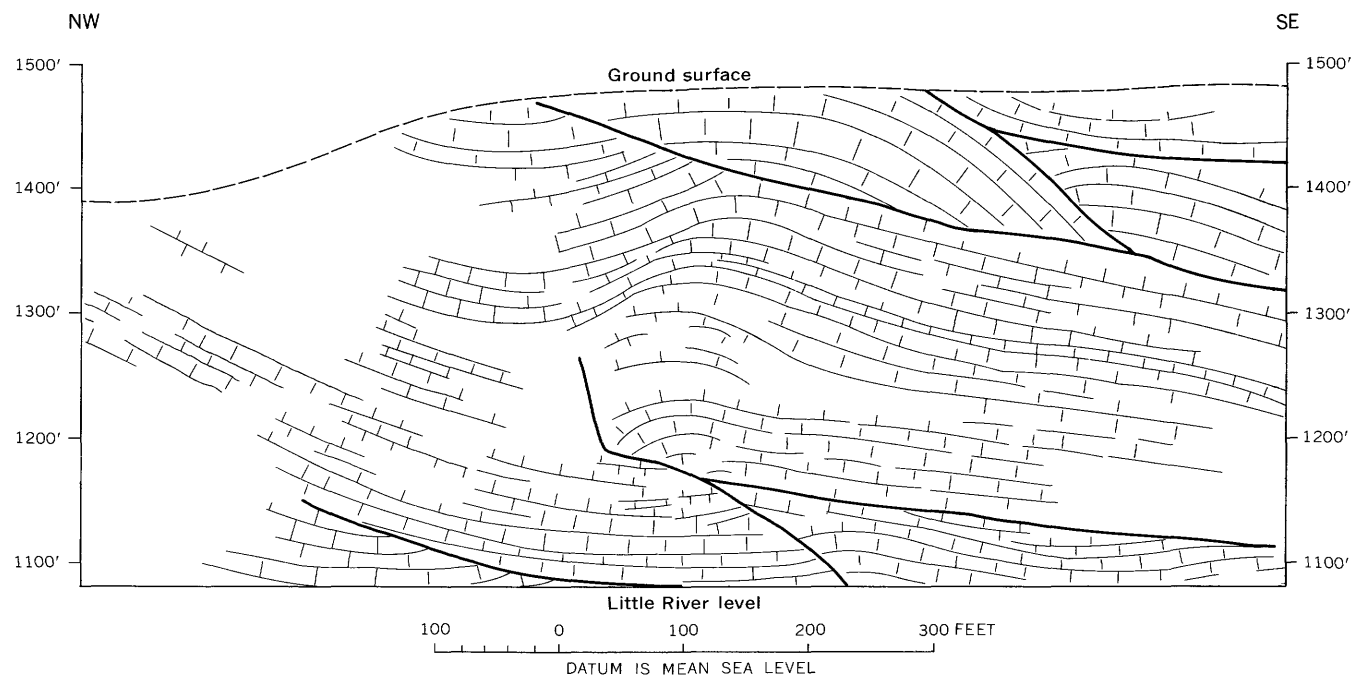 NW
SE
1500'
1500'
Ground surface
1400'
1400'
1300'
1300'
1200'
1200'
1100'
1100'
Little River level
100 0 100 200 300 FEET
DATUM IS MEAN SEA LEVEL